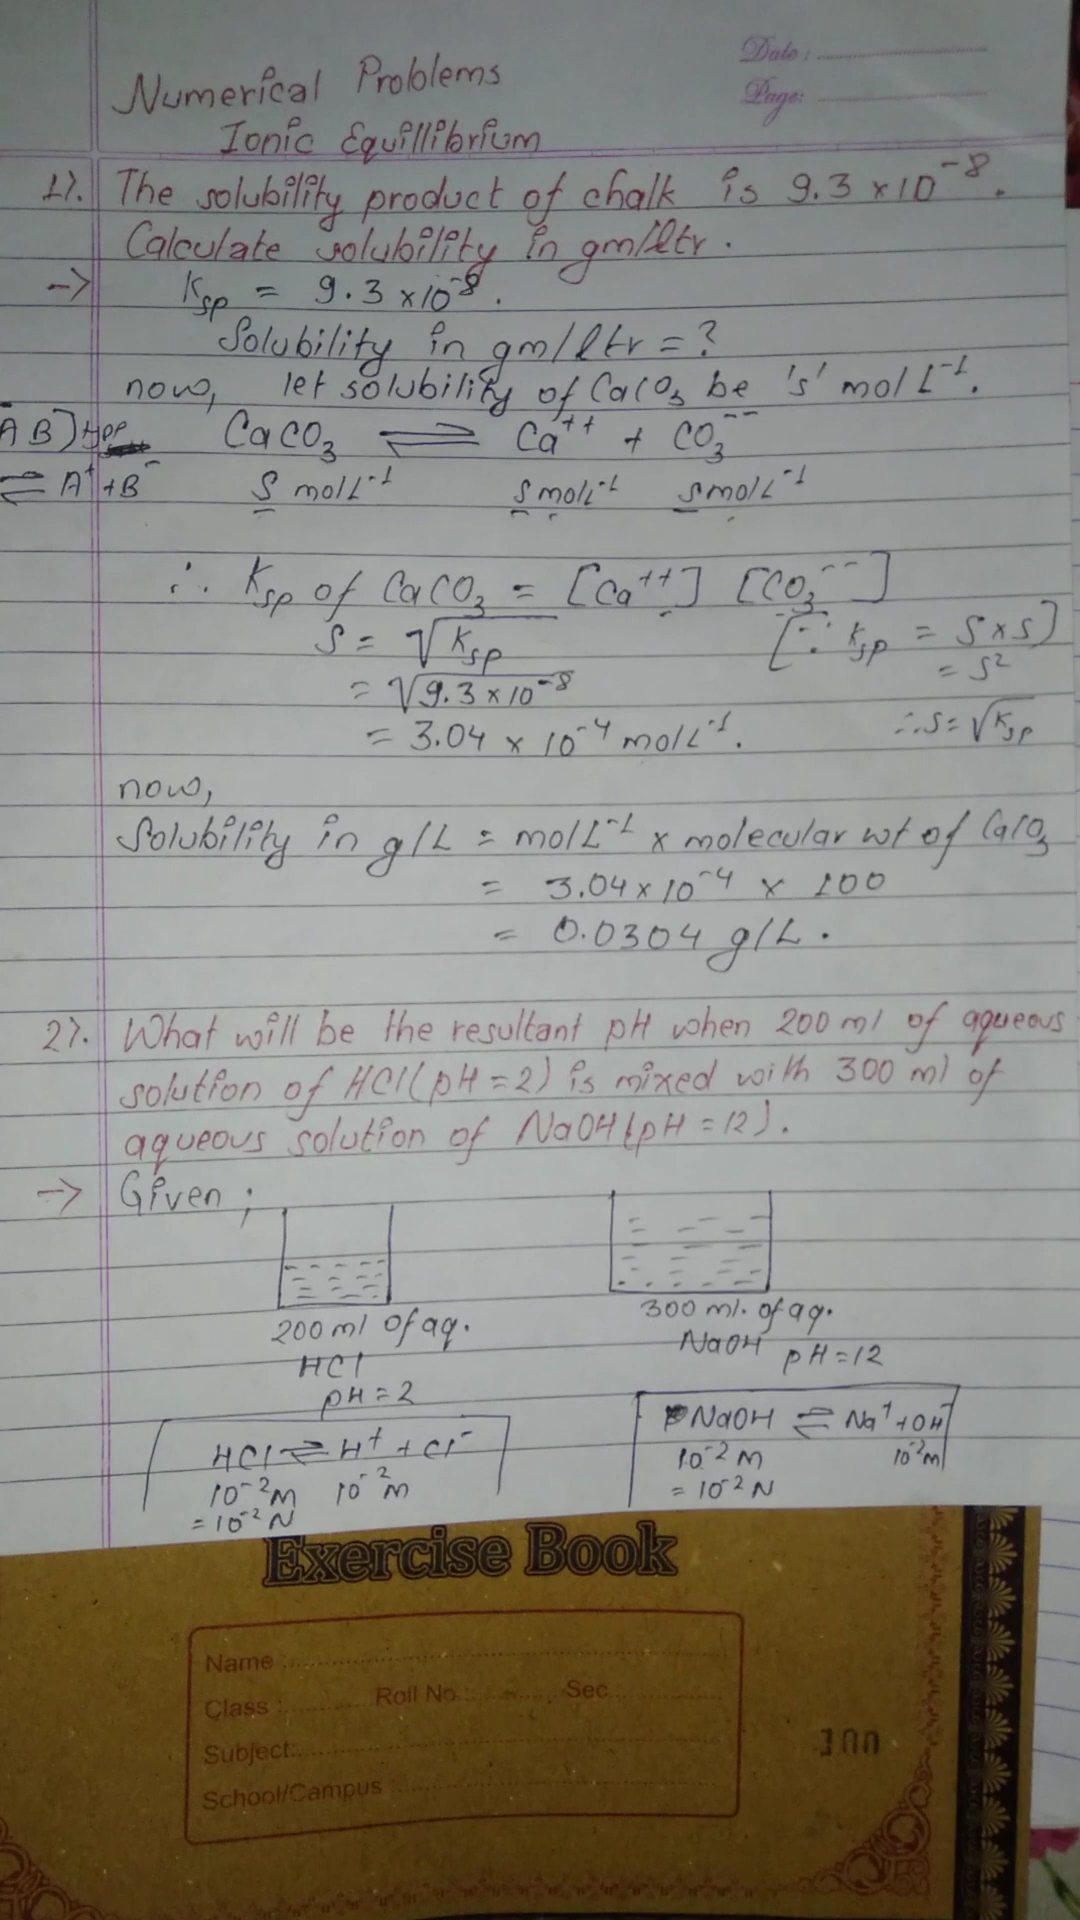 Date :
Page:
Numerical Problems
Ionic Equillibrium
1). The solubility product of chalk is 9.3 × 10⁻⁸.
Calculate solubility in gm/ltr.
→ Ksp = 9.3 × 10⁻⁸.
Solubility in gm/ltr = ?
now, let solubility of CaCO₃ be 's' mol L⁻¹.
CaCO₃ ⇌ Ca⁺⁺ + CO₃⁻⁻
⇌ A⁺ + B⁻ S mol L⁻¹ S mol L⁻¹ S mol L⁻¹
∴ Ksp of CaCO₃ = [Ca⁺⁺] [CO₃⁻⁻]
S = √Ksp [∵ Ksp = S × S]
= √9.3 × 10⁻⁸ = S²
= 3.04 × 10⁻⁴ mol L⁻¹. ∴ S = √Ksp
now,
Solubility in g/L = mol L⁻¹ × molecular wt of CaCO₃
= 3.04 × 10⁻⁴ × 100
= 0.0304 g/L.
2). What will be the resultant pH when 200 ml of aqueous
solution of HCl (pH = 2) is mixed with 300 ml of
aqueous solution of NaOH (pH = 12).
→ Given ;
200 ml of aq.
HCl
pH = 2
300 ml. of aq.
NaOH pH = 12
HCl ⇌ H⁺ + Cl⁻
10⁻² M 10⁻² M
= 10⁻² N
NaOH ⇌ Na⁺ + OH⁻
10⁻² M 10⁻² M
= 10⁻² N
Exercise Book
Name :
Class : Roll No.: Sec.
Subject:
School/Campus :